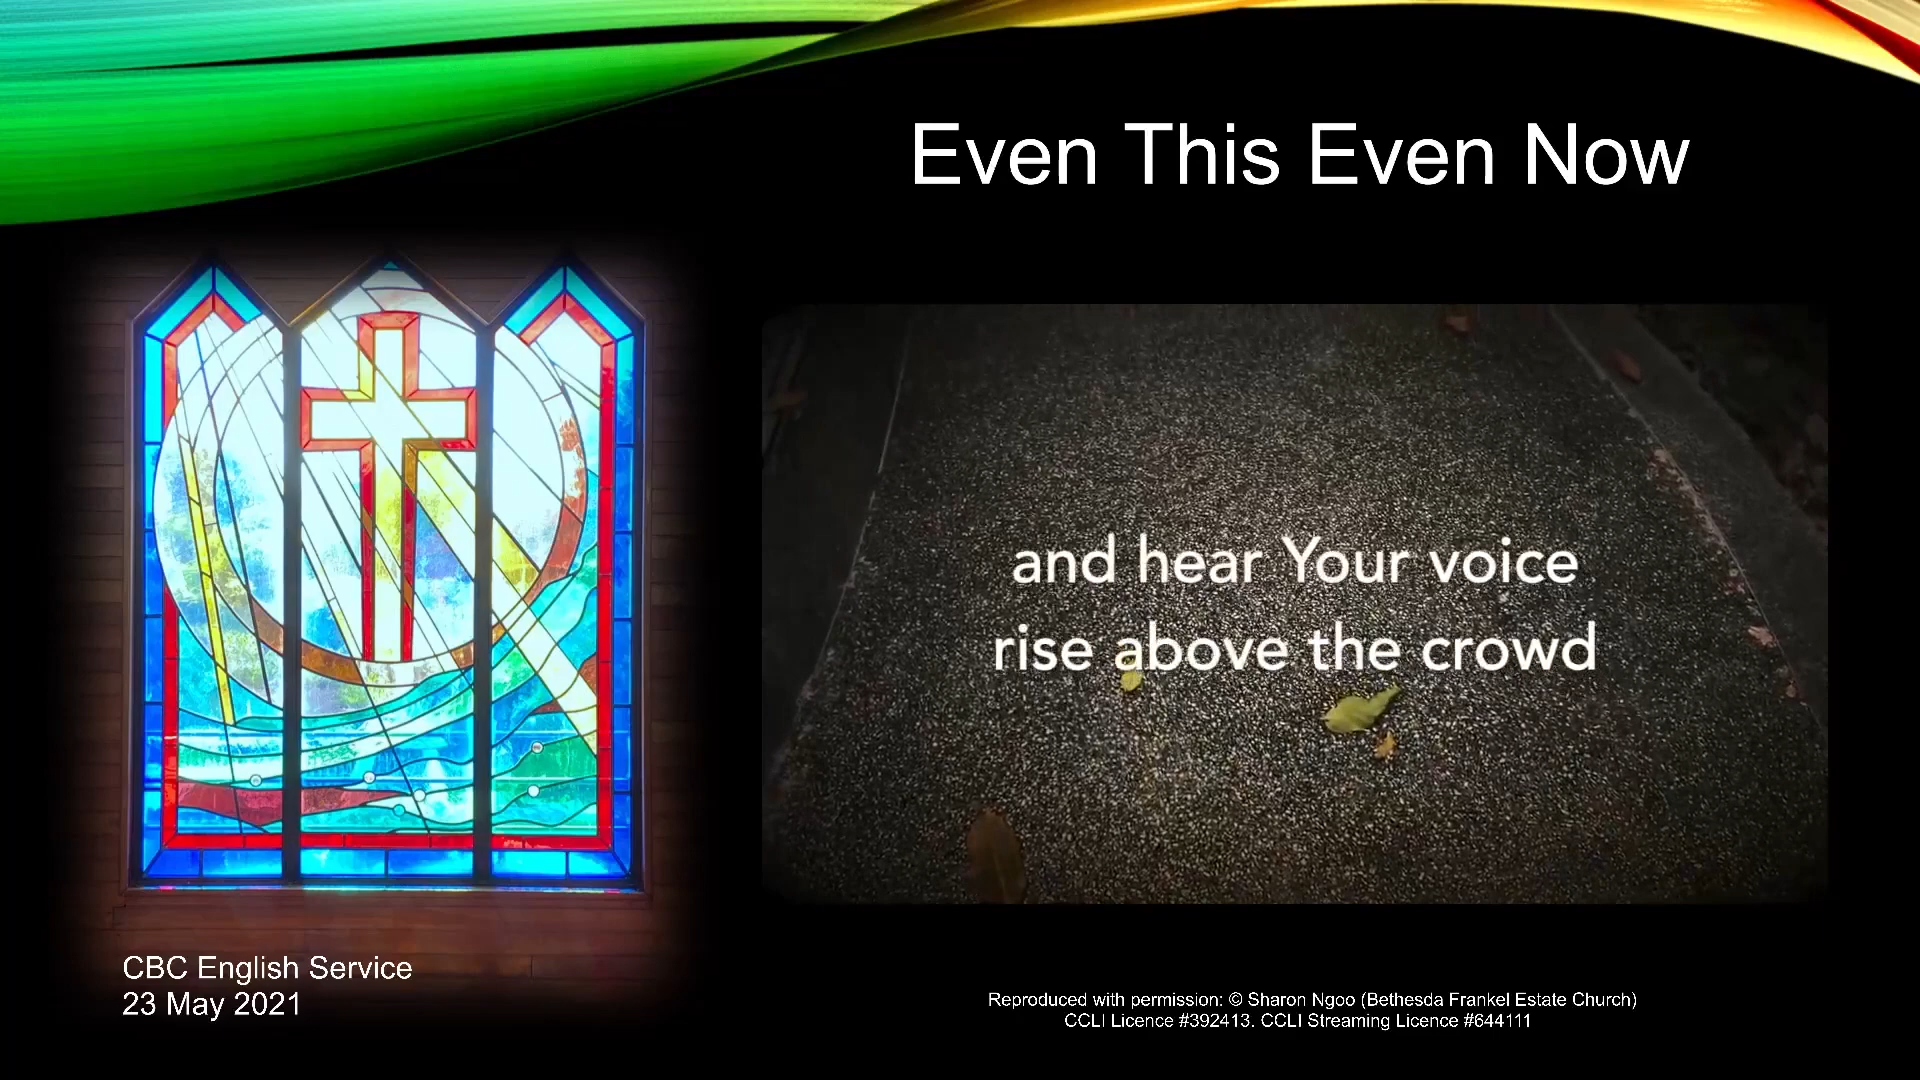 Even This Even Now
and hear Your voice
rise above the crowd
CBC English Service
23 May 2021
Reproduced with permission: © Sharon Ngoo (Bethesda Frankel Estate Church)
CCLI Licence #392413. CCLI Streaming Licence #644111